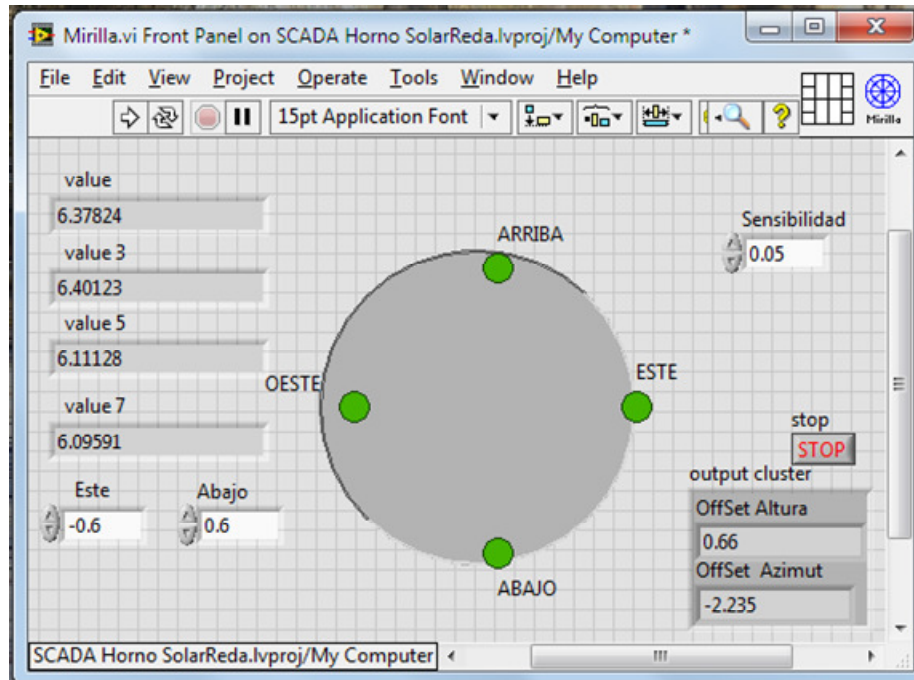 Mirilla.vi Front Panel on SCADA Horno SolarReda.lvproj/My Computer *
File Edit View Project Operate Tools Window Help
15pt Application Font
Mirilla
value
6.37824
value 3
6.40123
value 5
6.11128
value 7
6.09591
Este
-0.6
Abajo
0.6
ARRIBA
OESTE
ESTE
ABAJO
Sensibilidad
0.05
stop
STOP
output cluster
OffSet Altura
0.66
OffSet Azimut
-2.235
SCADA Horno SolarReda.lvproj/My Computer